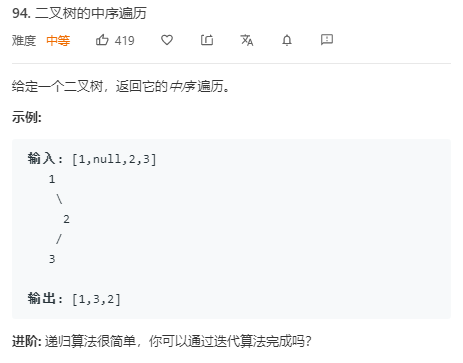 94. 二叉树的中序遍历
难度 中等 419
给定一个二叉树，返回它的中序遍历。
示例:
输入: [1,null,2,3]
1
\
2
/
3
输出: [1,3,2]
进阶: 递归算法很简单，你可以通过迭代算法完成吗？